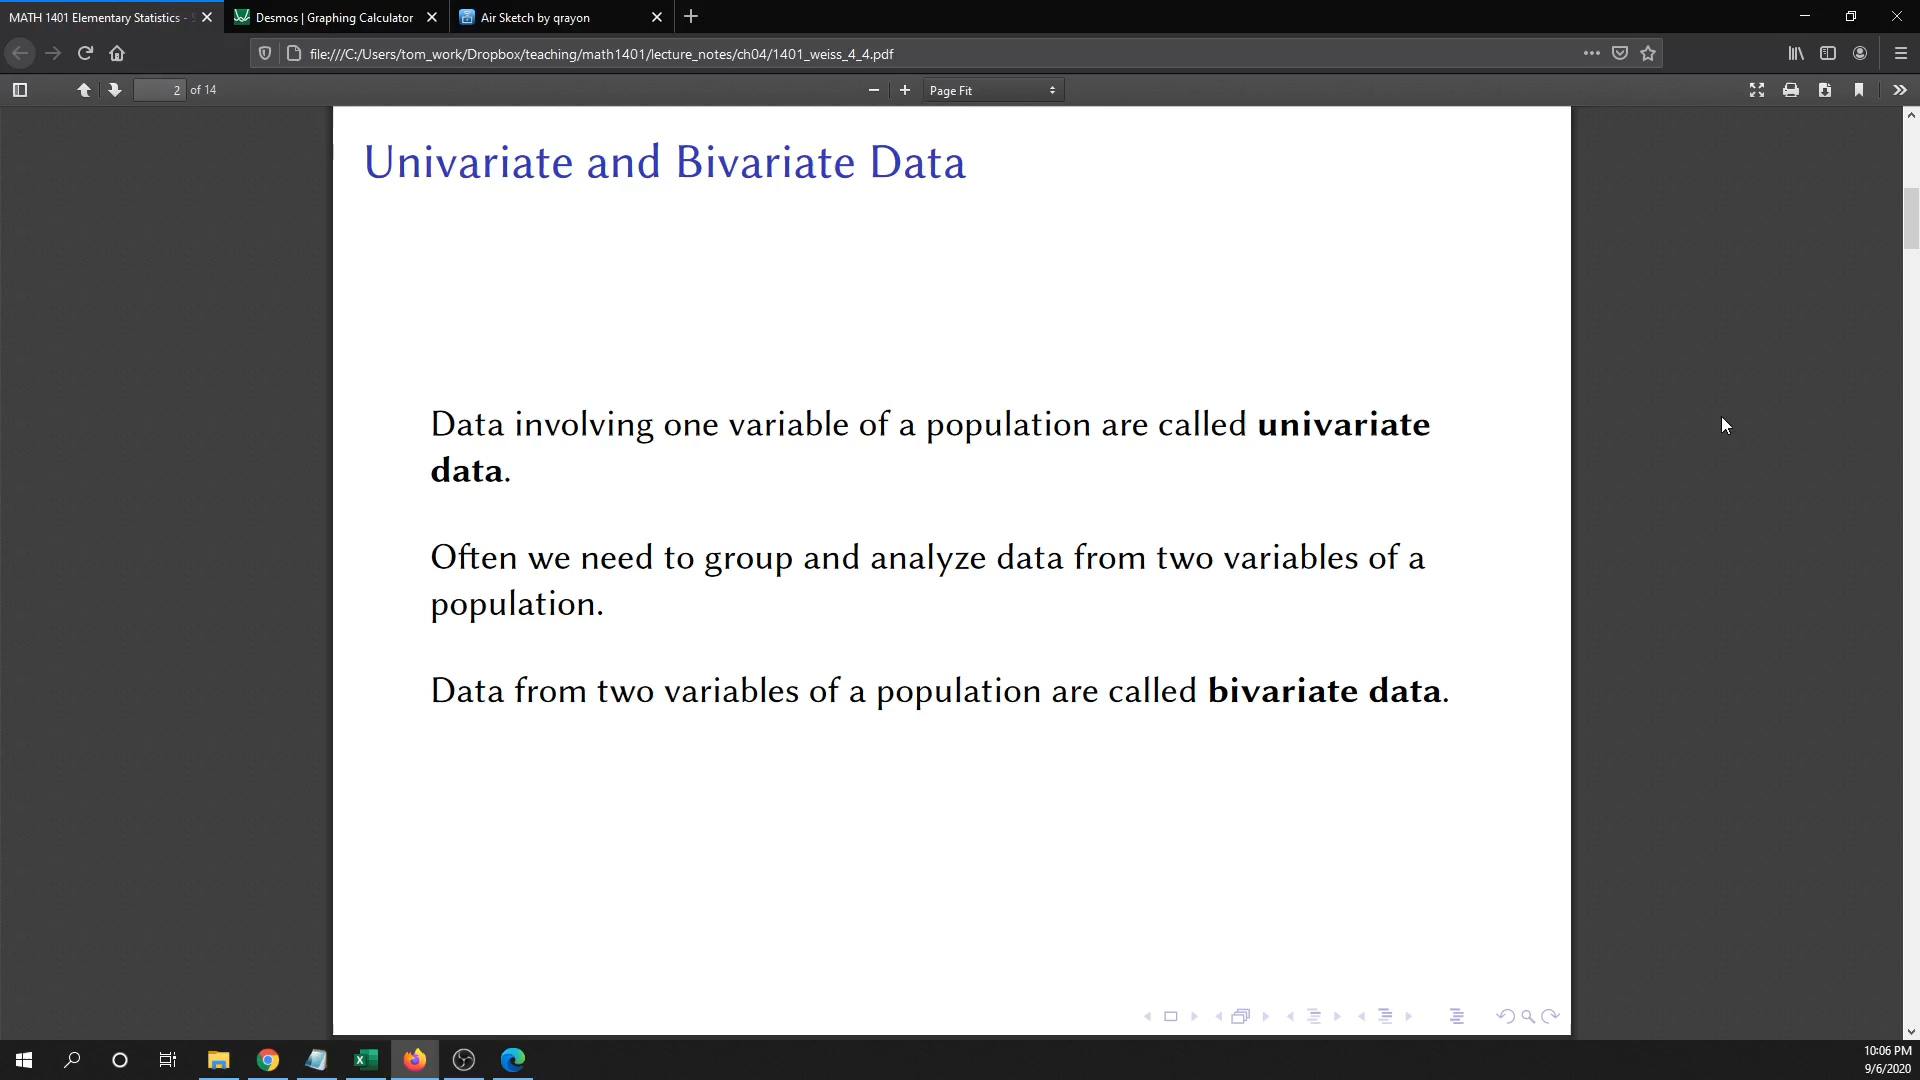 MATH 1401 Elementary Statistics -
Desmos | Graphing Calculator
Air Sketch by qrayon
file:///C:/Users/tom_work/Dropbox/teaching/math1401/lecture_notes/ch04/1401_weiss_4_4.pdf
2 of 14
Page Fit
Univariate and Bivariate Data
Data involving one variable of a population are called univariate
data.
Often we need to group and analyze data from two variables of a
population.
Data from two variables of a population are called bivariate data.
10:06 PM
9/6/2020